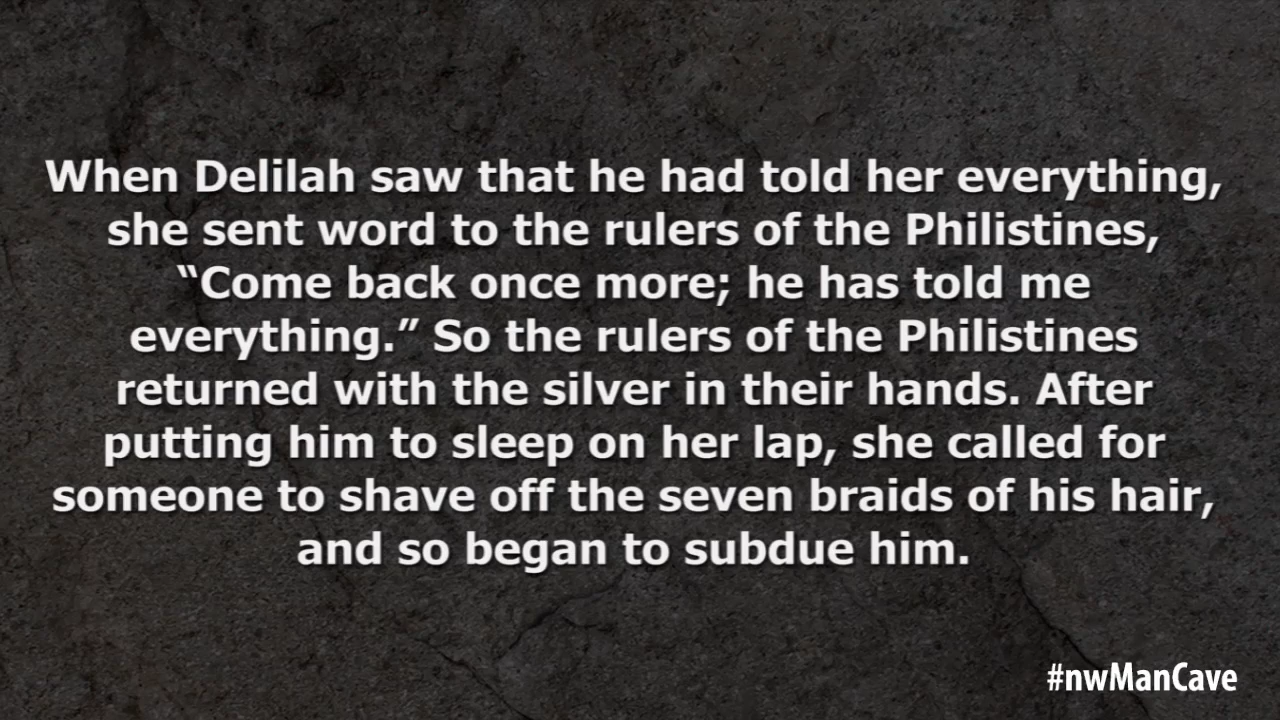 When Delilah saw that he had told her everything,
she sent word to the rulers of the Philistines,
“Come back once more; he has told me
everything.” So the rulers of the Philistines
returned with the silver in their hands. After
putting him to sleep on her lap, she called for
someone to shave off the seven braids of his hair,
and so began to subdue him.
#nwManCave